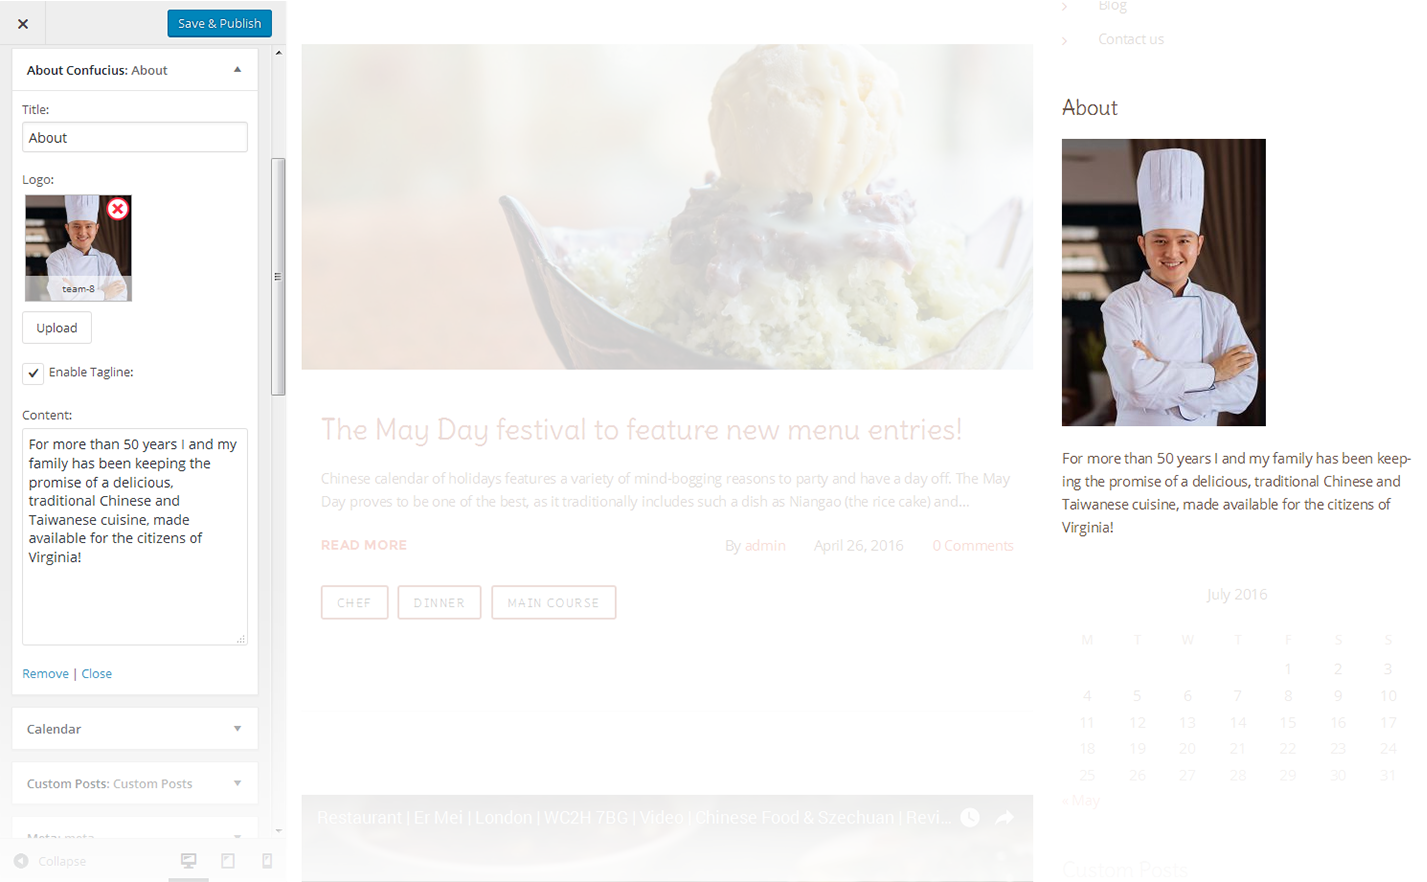 Save & Publish
About Confucius: About
Title:
About
Logo:
team-8
Upload
Enable Tagline:
Content:
For more than 50 years I and my
family has been keeping the
promise of a delicious,
traditional Chinese and
Taiwanese cuisine, made
available for the citizens of
Virginia!
Remove | Close
Calendar
Custom Posts: Custom Posts
Meta: meta
Collapse
The May Day festival to feature new menu entries!
Chinese calendar of holidays features a variety of mind-bogging reasons to party and have a day off. The May
Day proves to be one of the best, as it traditionally includes such a dish as Niangao (the rice cake) and...
READ MORE
By admin April 26, 2016 0 Comments
CHEF DINNER MAIN COURSE
Restaurant | Er Mei | London | WC2H 7BG | Video | Chinese Food & Szechuan | Revi...
Blog
Contact us
About
For more than 50 years I and my family has been keep-
ing the promise of a delicious, traditional Chinese and
Taiwanese cuisine, made available for the citizens of
Virginia!
July 2016
M T W T F S S
1 2 3
4 5 6 7 8 9 10
11 12 13 14 15 16 17
18 19 20 21 22 23 24
25 26 27 28 29 30 31
« May
Custom Posts